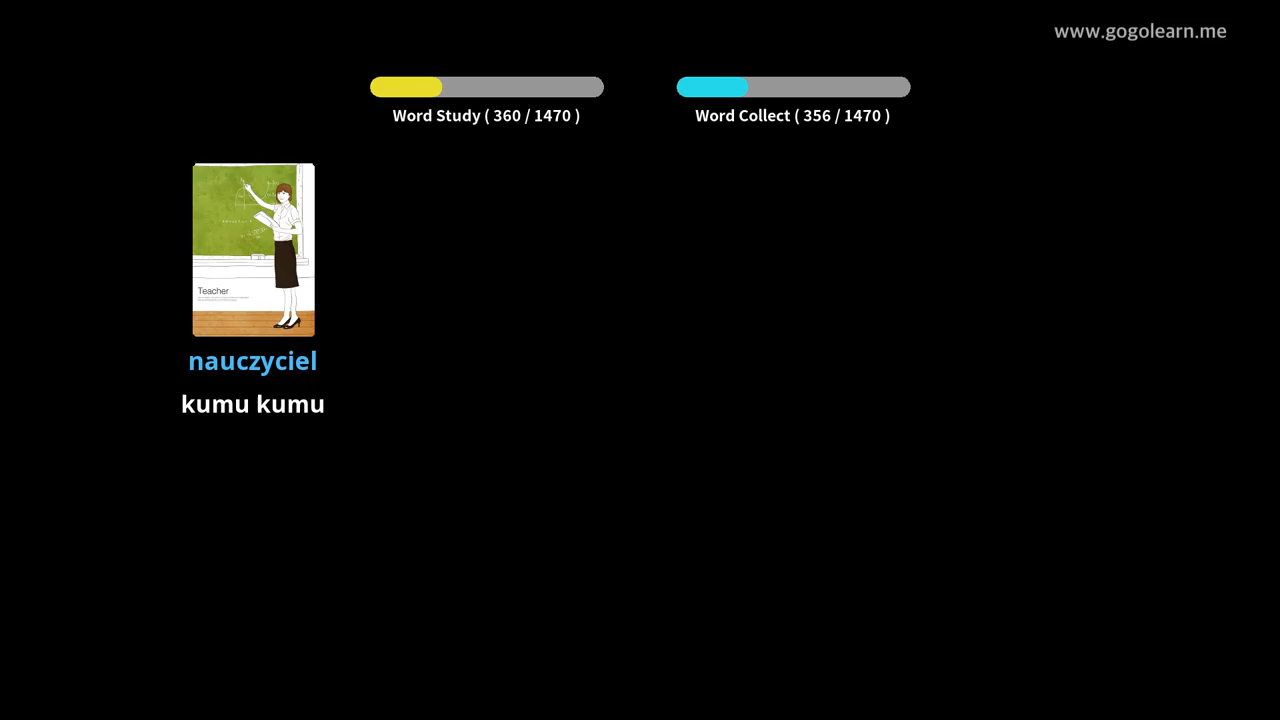 www.gogolearn.me
Word Study ( 360 / 1470 )
Word Collect ( 356 / 1470 )
Teacher
nauczyciel
kumu kumu